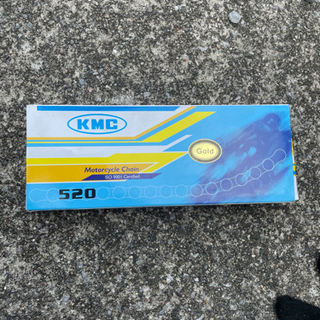 KMC
Gold
Motorcycle Chain
ISO 9001 Certified
520